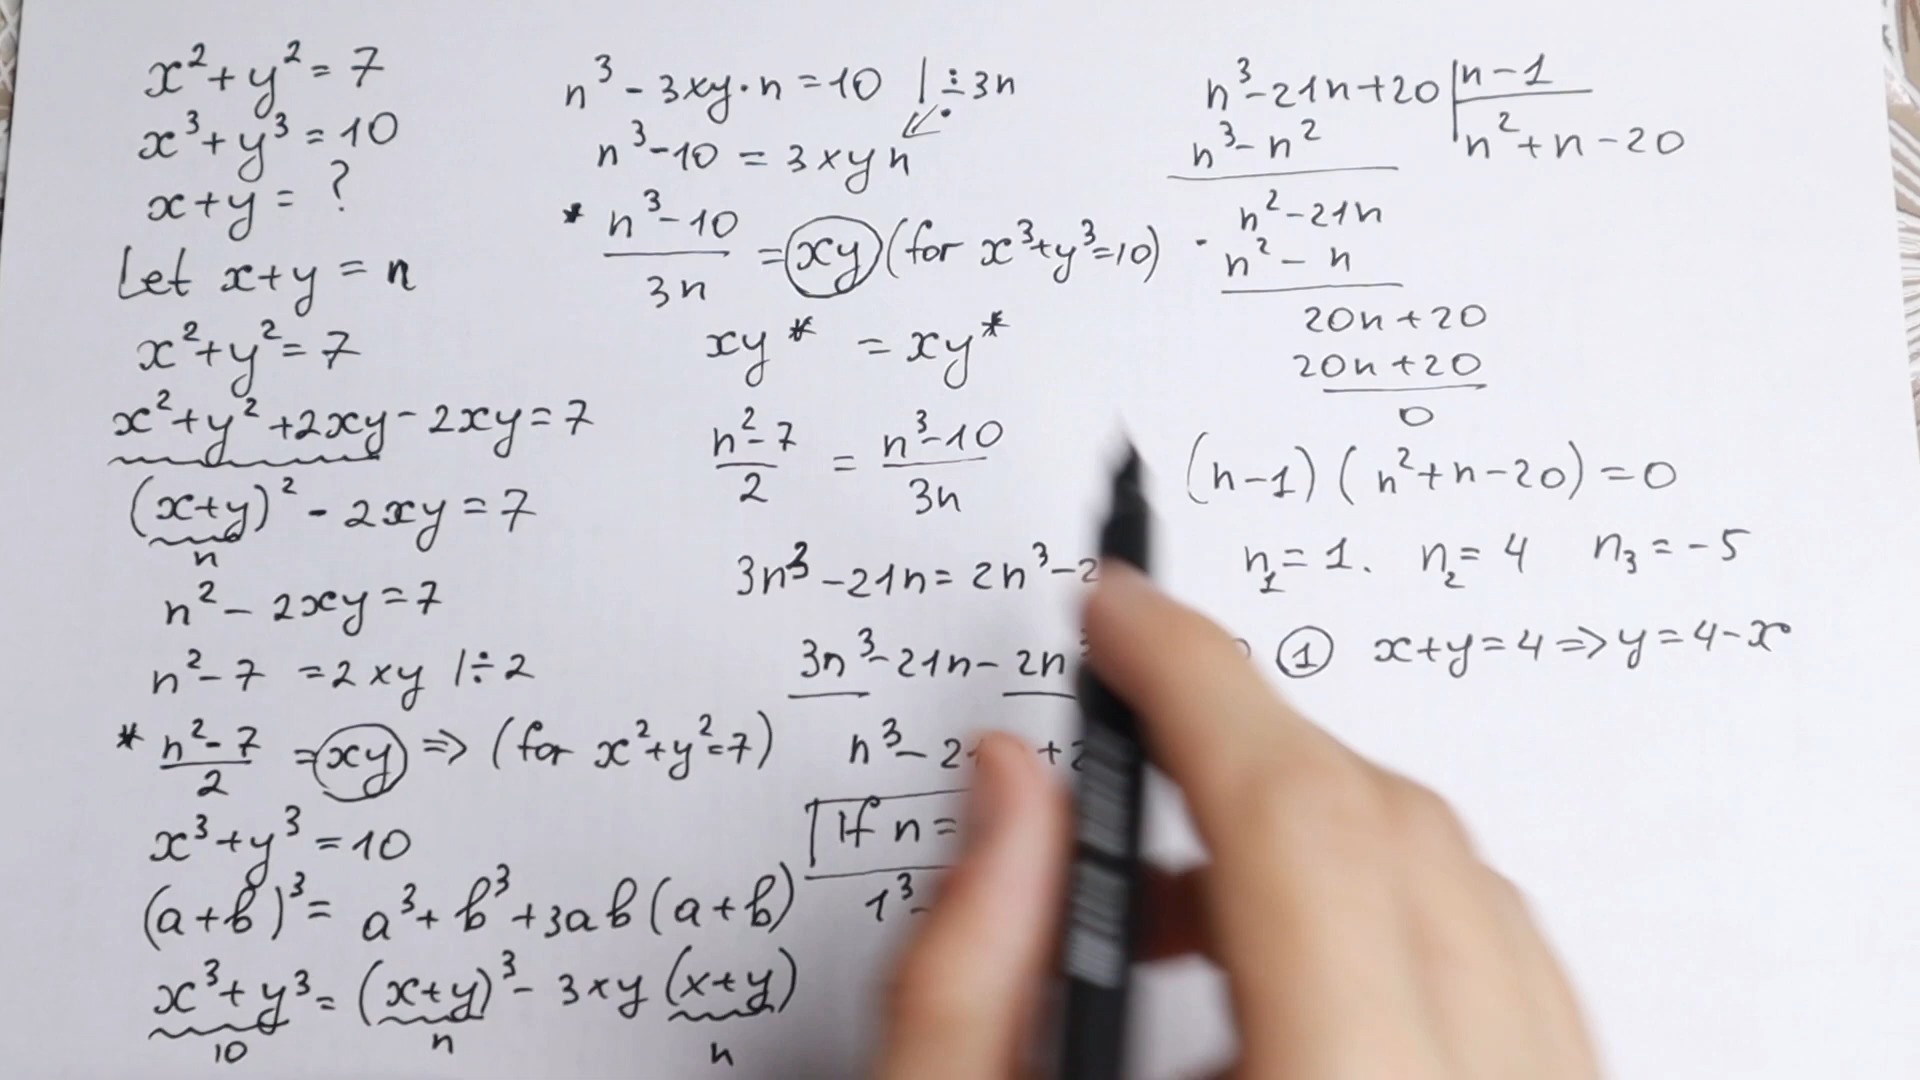 x²+y²=7
x³+y³=10
x+y= ?
Let x+y=n
x²+y²=7
x²+y²+2xy-2xy=7
(x+y)²-2xy=7
n
n²-2xy=7
n²-7=2xy |÷2
* n²-7/2 =xy => (for x²+y²=7)
x³+y³=10
(a+b)³= a³+b³+3ab(a+b)
x³+y³=(x+y)³-3xy(x+y)
10 n n
n³-3xy·n=10 |÷3n
n³-10=3xyn
* n³-10/3n =xy (for x³+y³=10)
xy* = xy*
n²-7/2 = n³-10/3n
3n³-21n=2n³-2
3n³-21n-2n³
n³-2 +2
If n=
1³-
n³-21n+20 | n-1
n³-n² | n²+n-20
n²-21n
- n²-n
20n+20
20n+20
0
(n-1)(n²+n-20)=0
n₁=1. n₂=4 n₃=-5
① x+y=4=>y=4-x